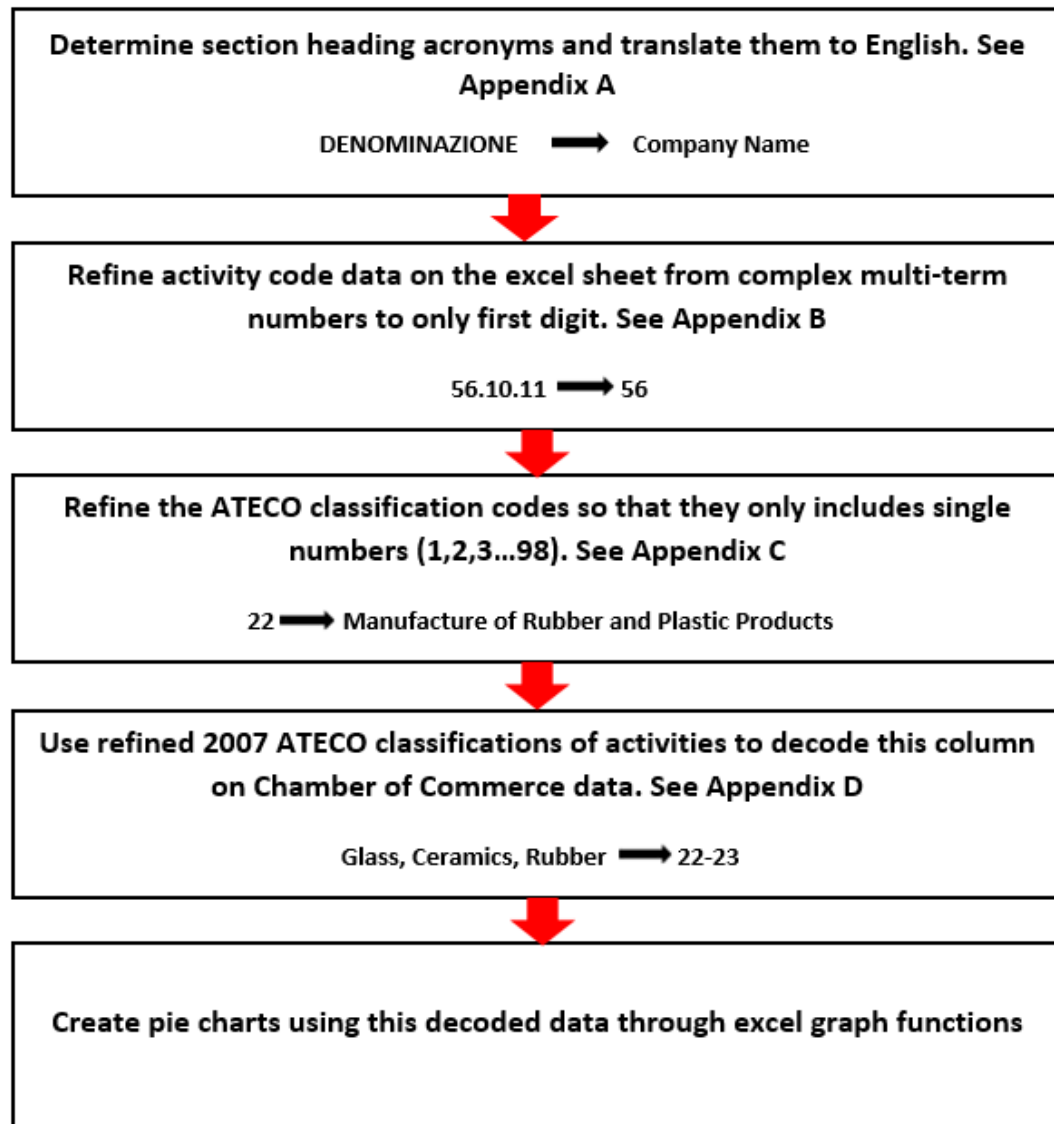 Determine section heading acronyms and translate them to English. See
Appendix A
DENOMINAZIONE Company Name
Refine activity code data on the excel sheet from complex multi-term
numbers to only first digit. See Appendix B
56.10.11 56
Refine the ATECO classification codes so that they only includes single
numbers (1,2,3...98). See Appendix C
22 Manufacture of Rubber and Plastic Products
Use refined 2007 ATECO classifications of activities to decode this column
on Chamber of Commerce data. See Appendix D
Glass, Ceramics, Rubber 22-23
Create pie charts using this decoded data through excel graph functions